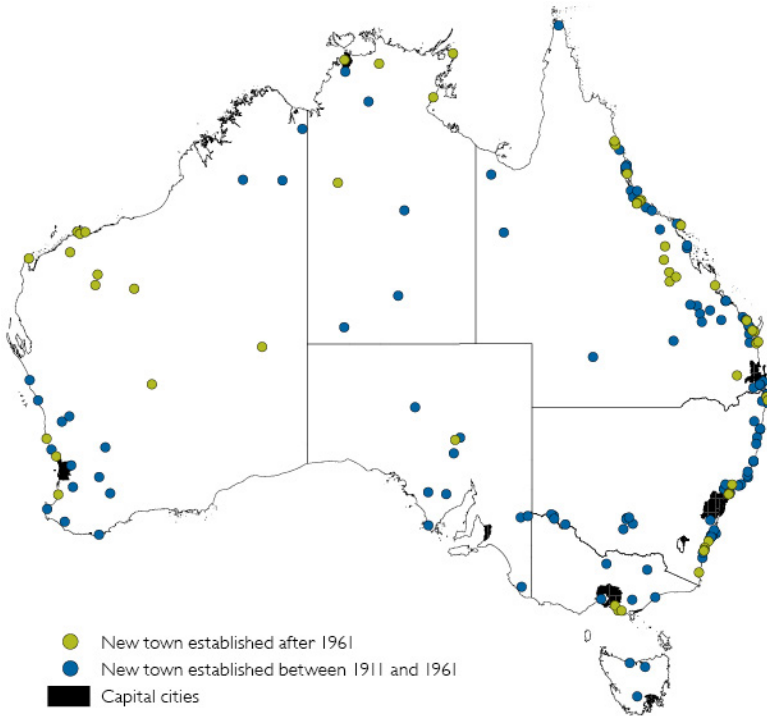 New town established after 1961
New town established between 1911 and 1961
Capital cities